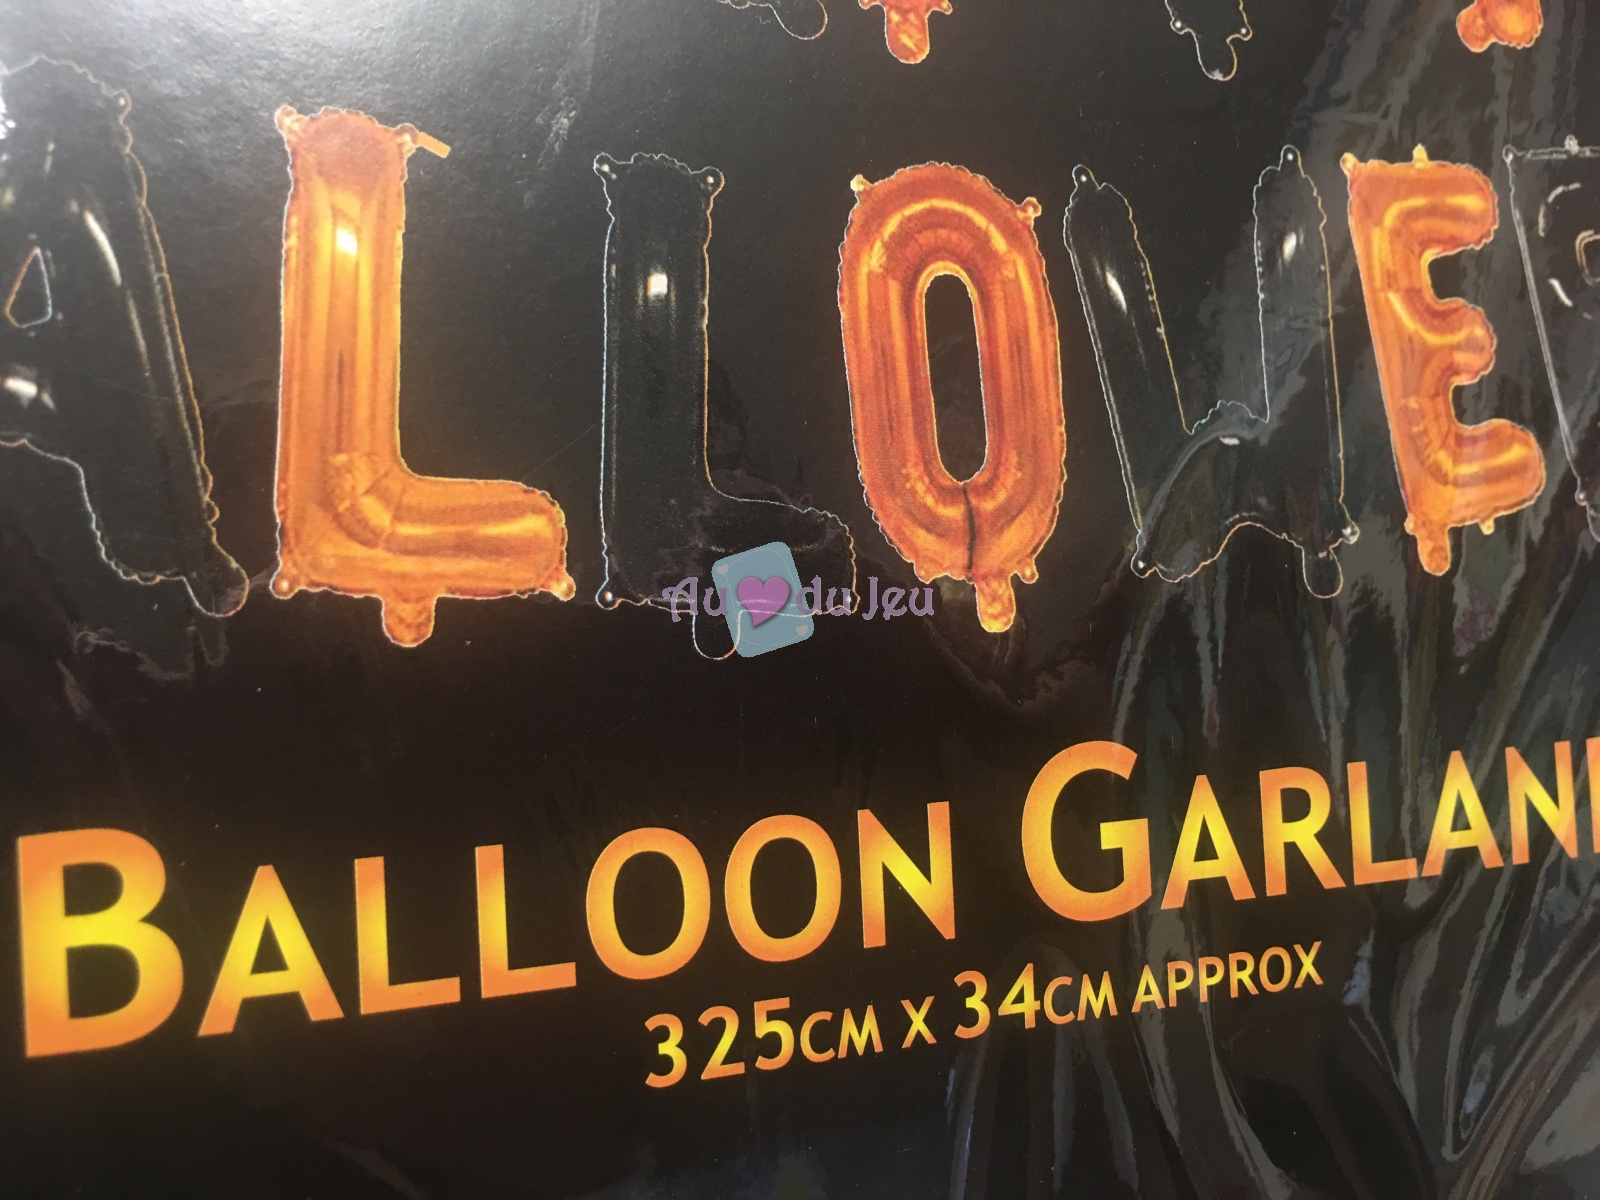 ALLOWE
Au du Jeu
BALLOON GARLAN
325CM X 34CM APPROX